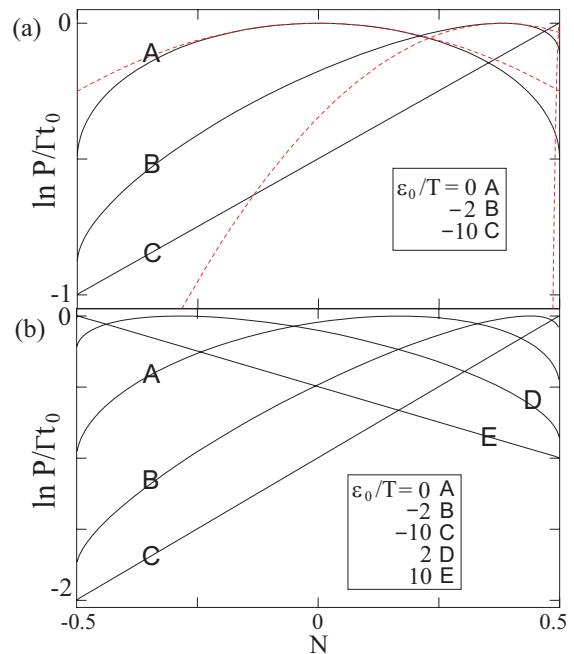 (a)
0
A
B
C
ln P/Γt₀
ε₀/T = 0 A
−2 B
−10 C
-1
(b)
0
A
B
C
D
E
ln P/Γt₀
ε₀/T = 0 A
−2 B
−10 C
2 D
10 E
-2
-0.5
0
0.5
N